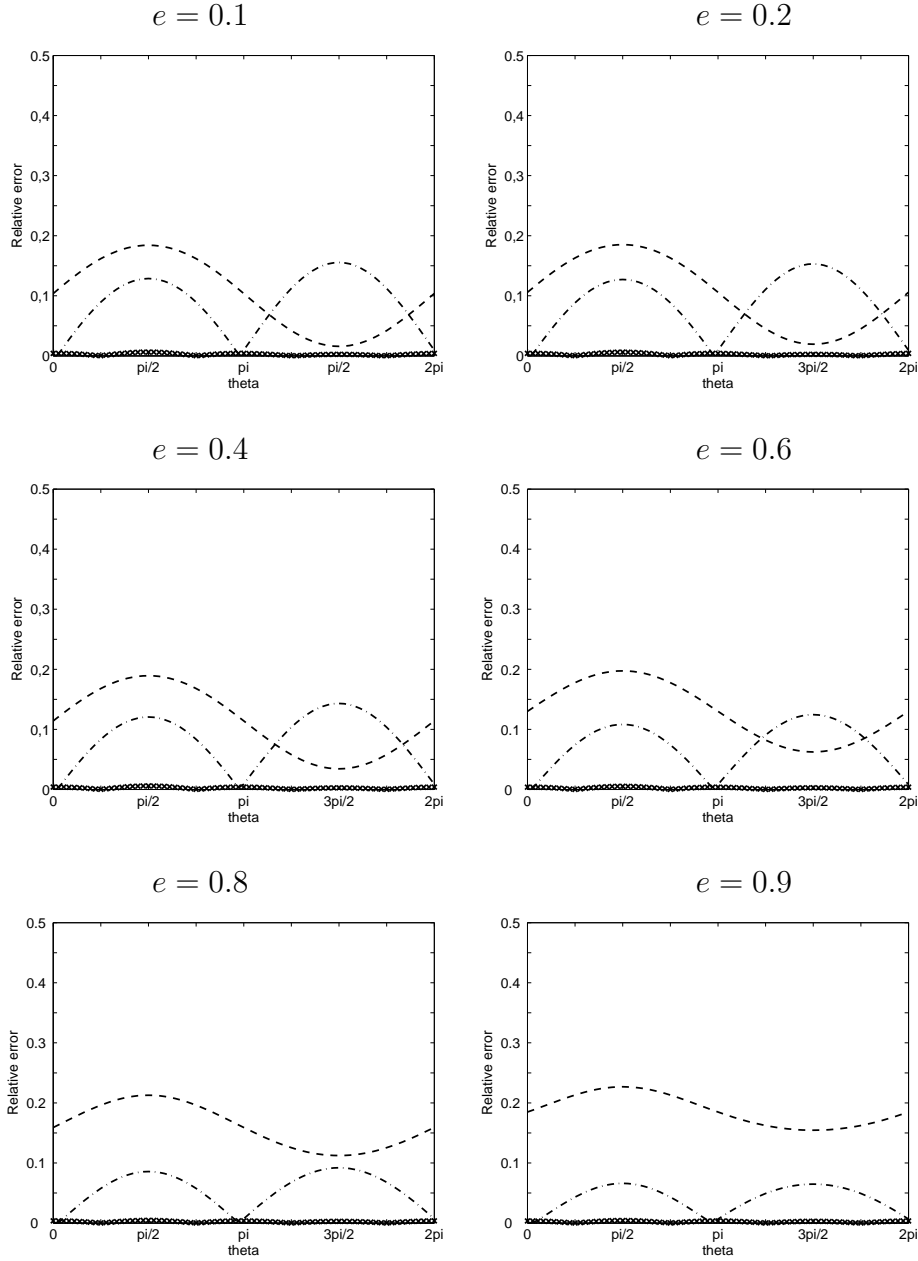 e = 0.1
0.5
0,4
0,3
0,2
0,1
0
Relative error
0 pi/2 pi pi/2 2pi
theta
e = 0.2
0.5
0,4
0,3
0,2
0,1
0
Relative error
0 pi/2 pi 3pi/2 2pi
theta
e = 0.4
0.5
0.4
0,3
0,2
0,1
0
Relative error
0 pi/2 pi 3pi/2 2pi
theta
e = 0.6
0.5
0.4
0.3
0.2
0.1
0
Relative error
0 pi/2 pi 3pi/2 2pi
theta
e = 0.8
0.5
0.4
0.3
0.2
0.1
0
Relative error
0 pi/2 pi 3pi/2 2pi
theta
e = 0.9
0.5
0.4
0.3
0.2
0.1
0
Relative error
0 pi/2 pi 3pi/2 2pi
theta